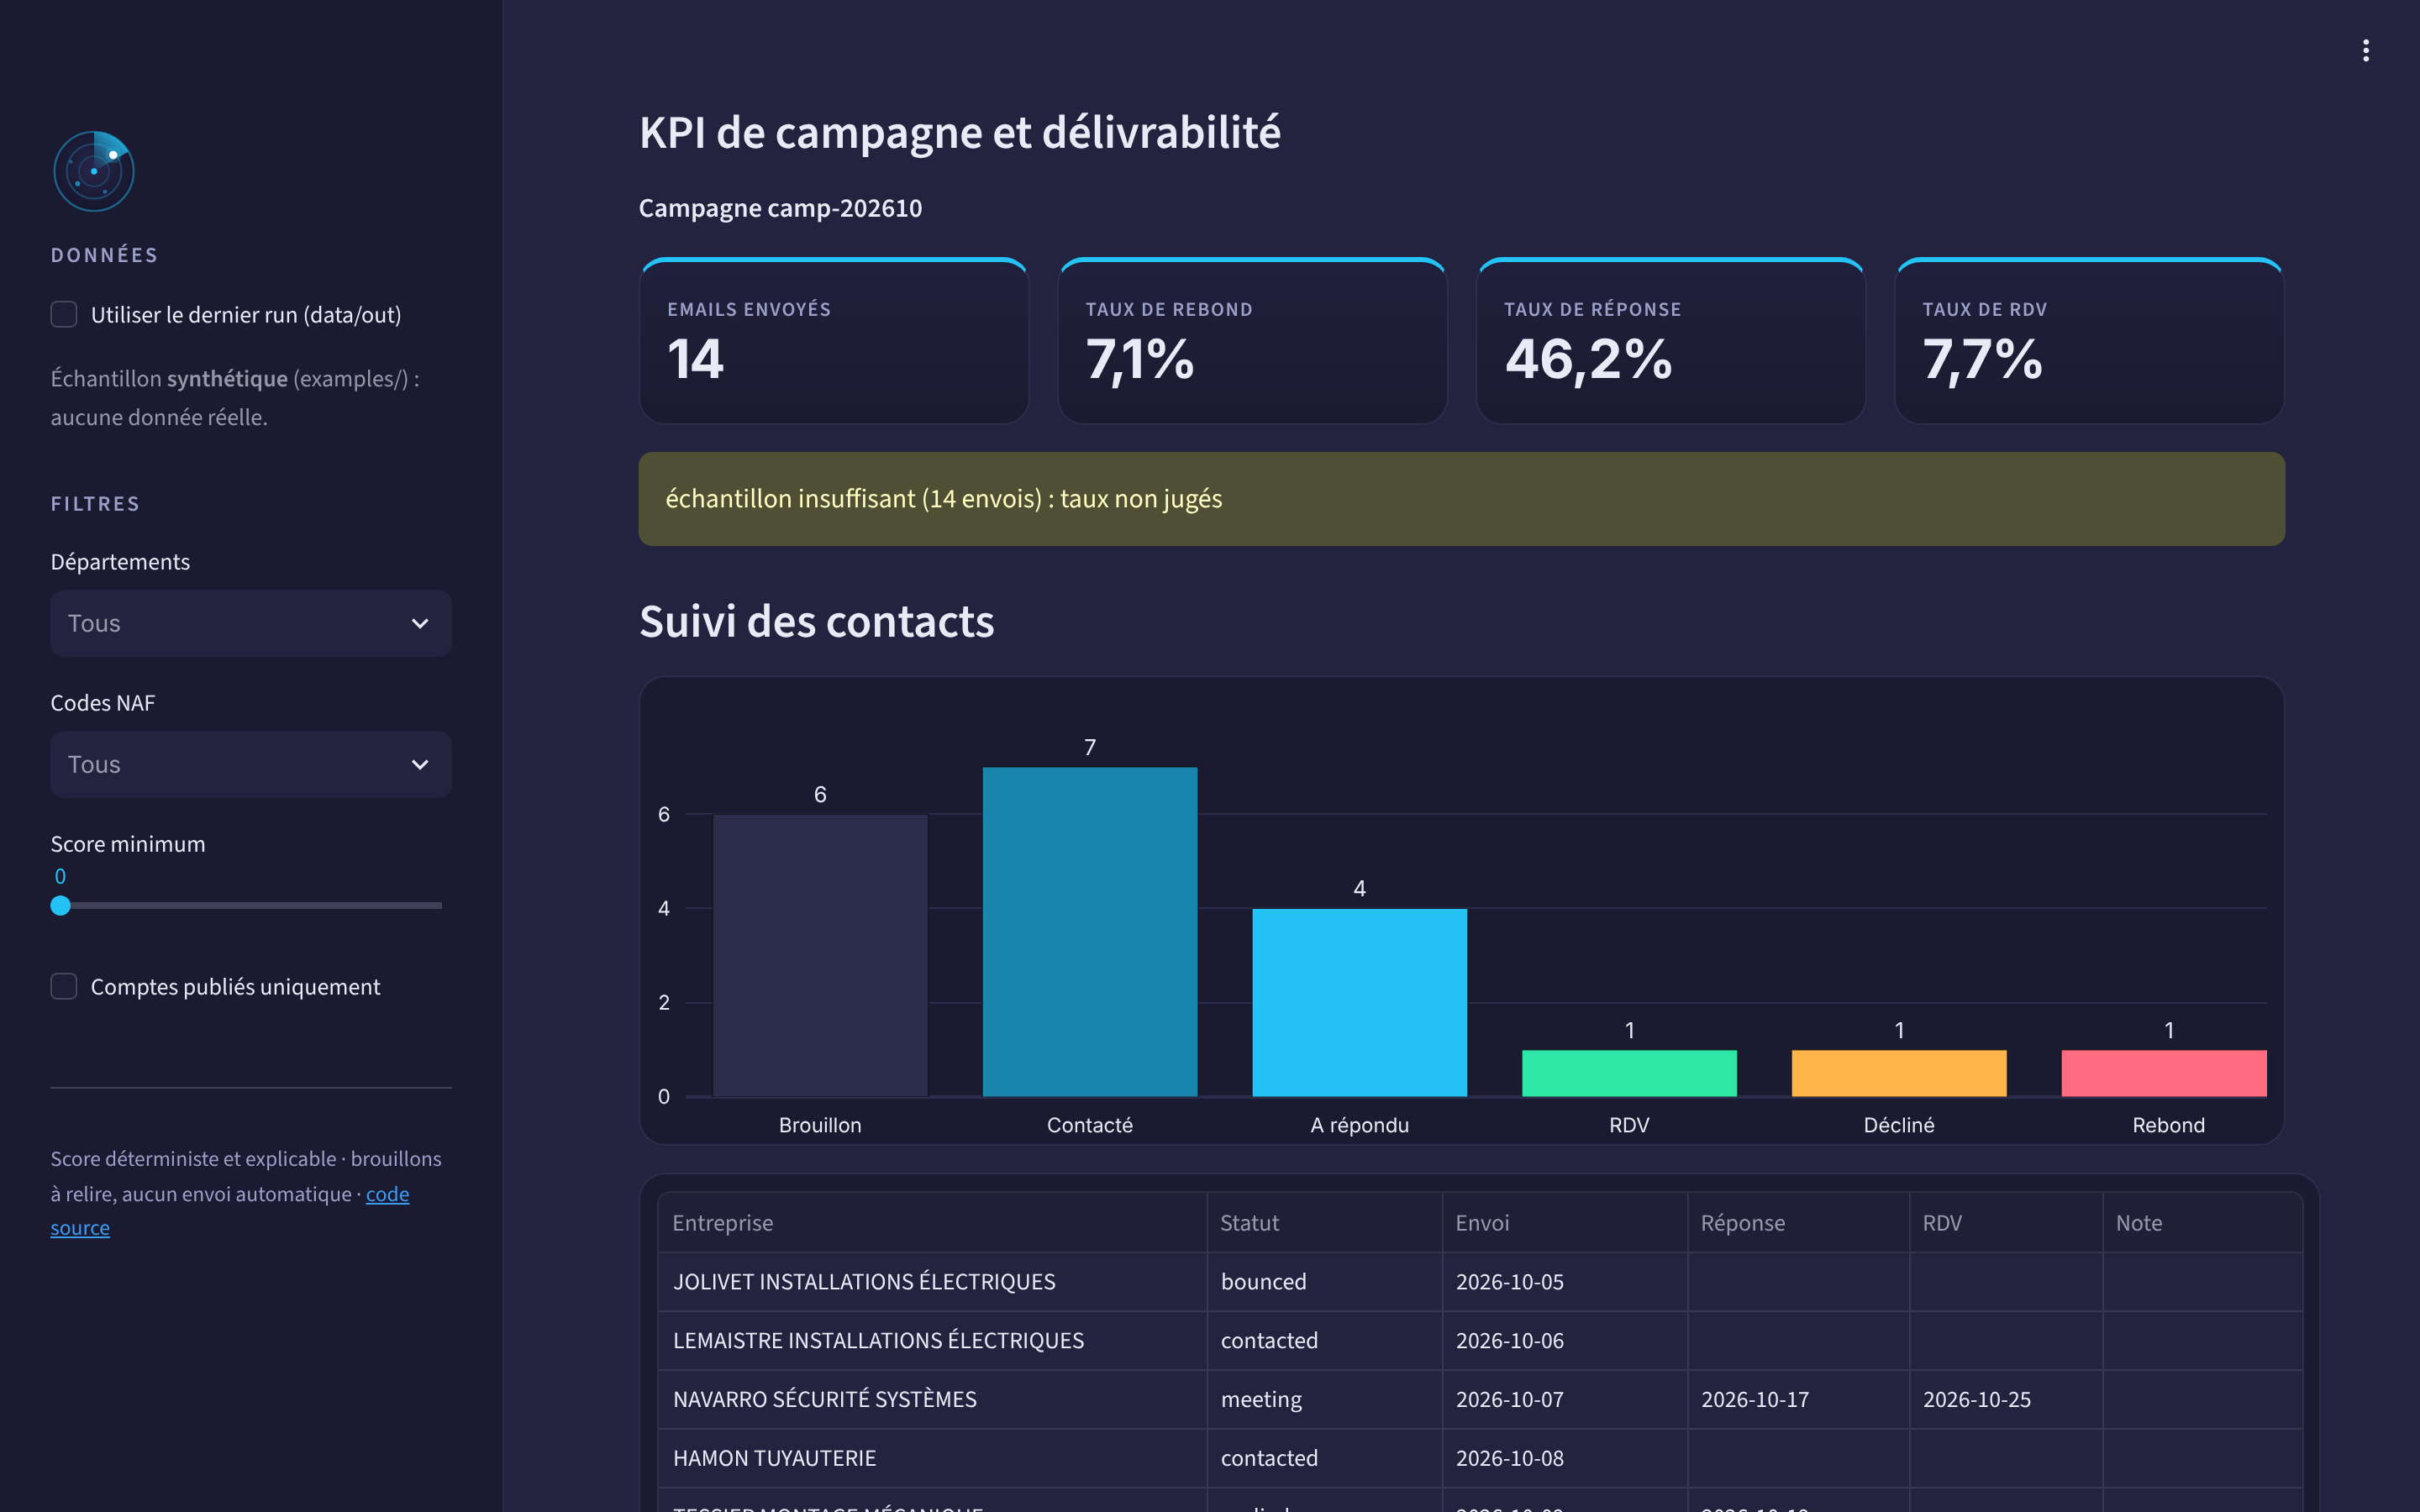 DONNÉES
Utiliser le dernier run (data/out)
Échantillon synthétique (examples/) :
aucune donnée réelle.
FILTRES
Départements
Tous
Codes NAF
Tous
Score minimum
0
Comptes publiés uniquement
Score déterministe et explicable · brouillons
à relire, aucun envoi automatique · code
source
KPI de campagne et délivrabilité
Campagne camp-202610
EMAILS ENVOYÉS
14
TAUX DE REBOND
7,1%
TAUX DE RÉPONSE
46,2%
TAUX DE RDV
7,7%
échantillon insuffisant (14 envois) : taux non jugés
Suivi des contacts
6
4
2
0
6
7
4
1
1
1
Brouillon
Contacté
A répondu
RDV
Décliné
Rebond
Entreprise Statut Envoi Réponse RDV Note
JOLIVET INSTALLATIONS ÉLECTRIQUES bounced 2026-10-05
LEMAISTRE INSTALLATIONS ÉLECTRIQUES contacted 2026-10-06
NAVARRO SÉCURITÉ SYSTÈMES meeting 2026-10-07 2026-10-17 2026-10-25
HAMON TUYAUTERIE contacted 2026-10-08